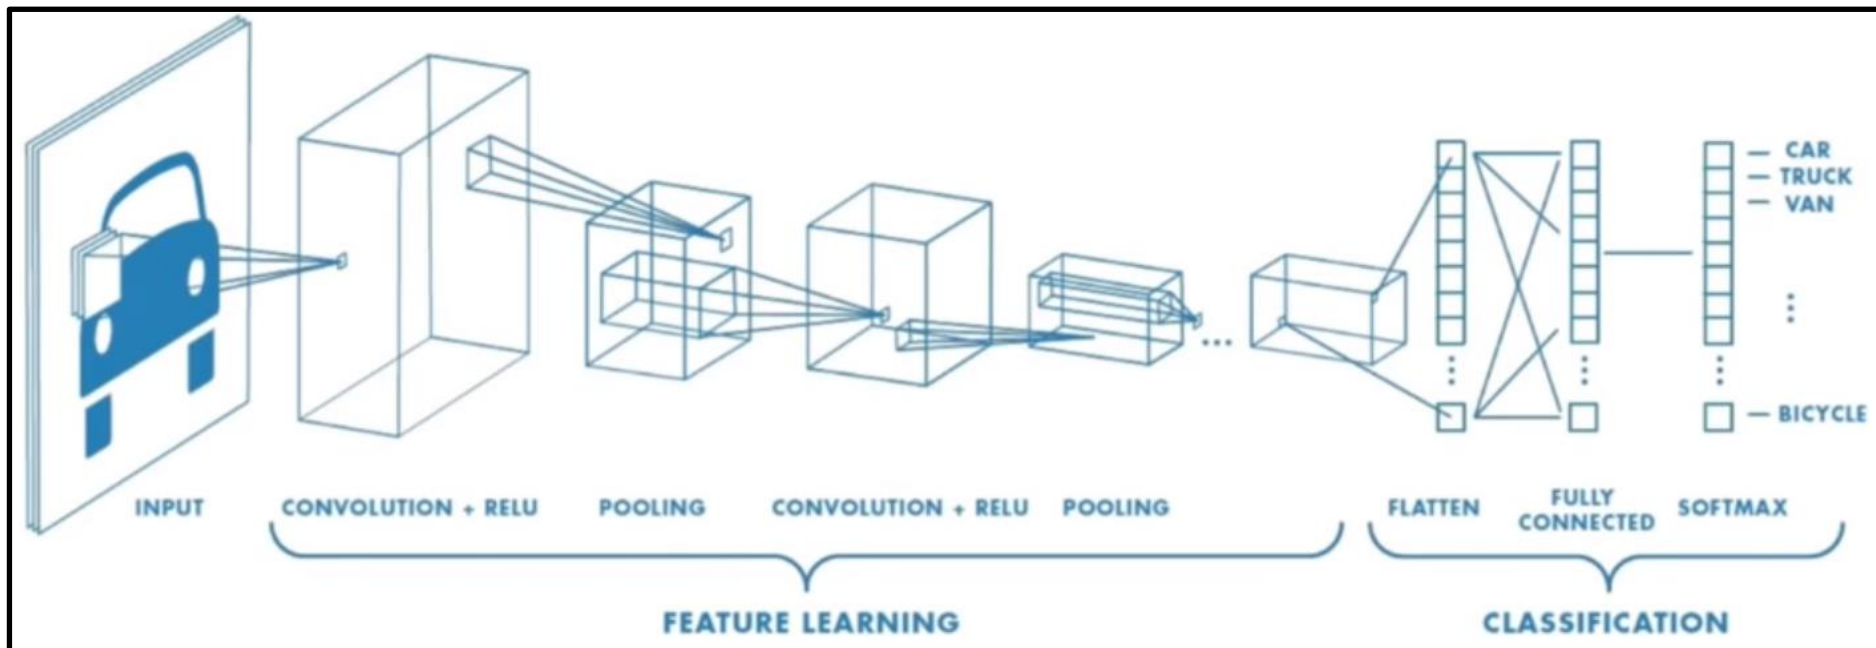 CAR
TRUCK
VAN
BICYCLE
INPUT
CONVOLUTION + RELU
POOLING
CONVOLUTION + RELU
POOLING
FLATTEN
FULLY
CONNECTED
SOFTMAX
FEATURE LEARNING
CLASSIFICATION